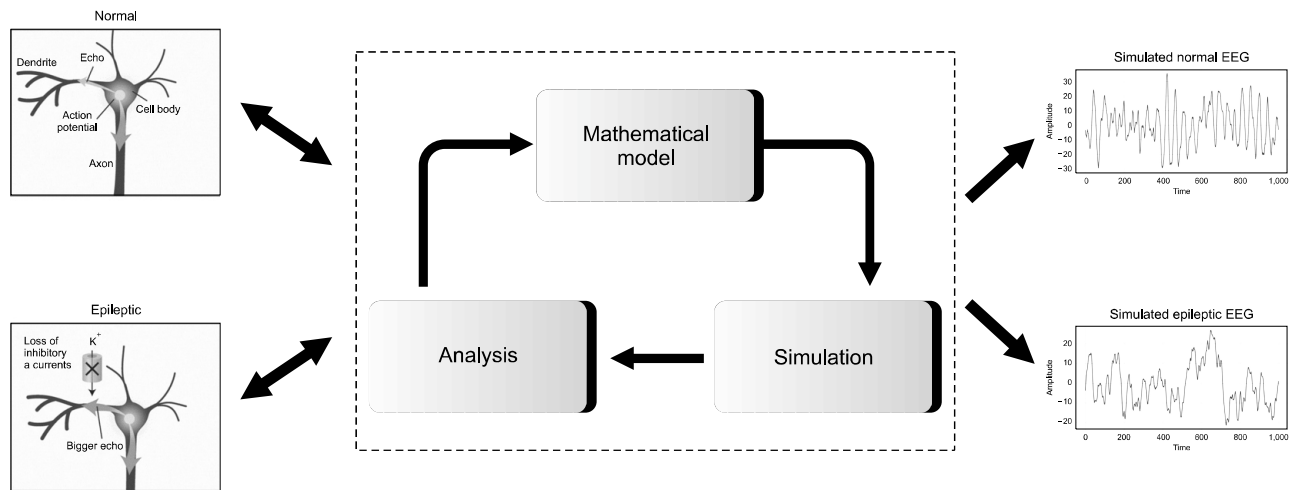 Normal
Dendrite
Echo
Action
potential
Cell body
Axon
Epileptic
Loss of
inhibitory
a currents
K+
Bigger echo
Mathematical
model
Analysis
Simulation
Simulated normal EEG
Amplitude
30
20
10
0
−10
−20
−30
0 200 400 600 800 1,000
Time
Simulated epileptic EEG
Amplitude
20
10
0
−10
−20
0 200 400 600 800 1,000
Time